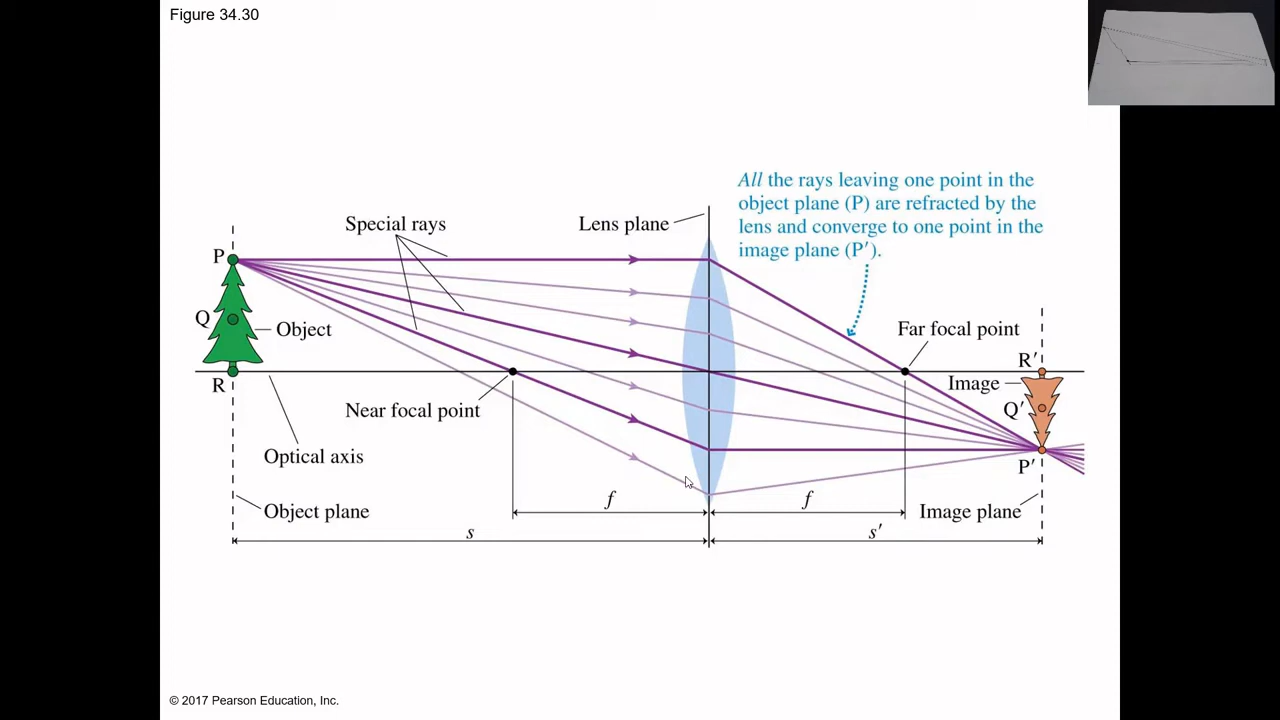 Figure 34.30
All the rays leaving one point in the
object plane (P) are refracted by the
lens and converge to one point in the
image plane (P′).
Special rays
Lens plane
P
Q
Object
Far focal point
R
R′
Image
Near focal point
Q′
Optical axis
P′
f
f
Object plane
Image plane
s
s′
© 2017 Pearson Education, Inc.